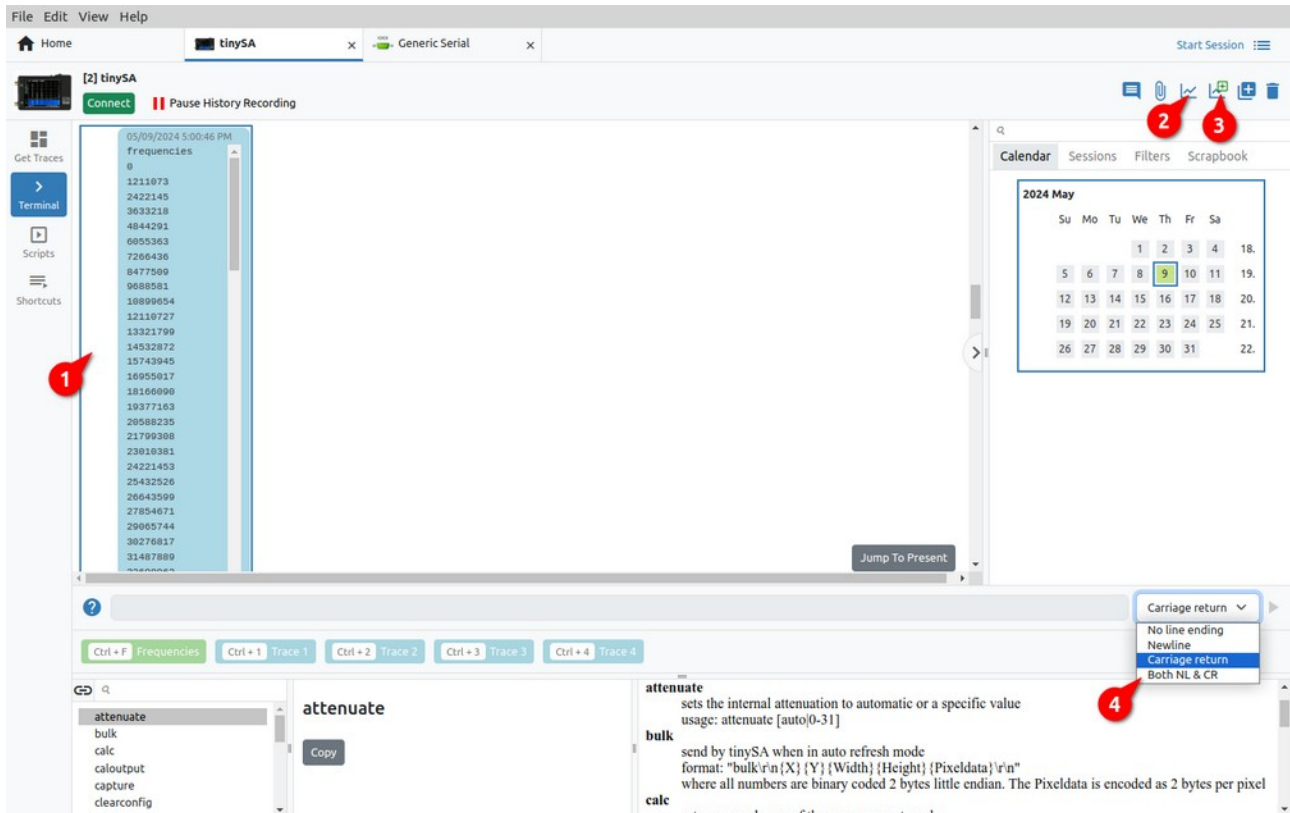 File Edit View Help
Home
tinySA x
Generic Serial x
Start Session
[2] tinySA
Connect Pause History Recording
2
3
Get Traces
Terminal
Scripts
Shortcuts
1
05/09/2024 5:00:46 PM
frequencies
0
1211073
2422145
3633218
4844291
6055363
7266436
8477509
9688581
10899654
12110727
13321799
14532872
15743945
16955017
18166090
19377163
20588235
21799308
23010381
24221453
25432526
26643599
27854671
29065744
30276817
31487889
Jump To Present
Calendar Sessions Filters Scrapbook
2024 May
Su Mo Tu We Th Fr Sa
1 2 3 4 18.
5 6 7 8 9 10 11 19.
12 13 14 15 16 17 18 20.
19 20 21 22 23 24 25 21.
26 27 28 29 30 31 22.
?
Carriage return
No line ending
Newline
Carriage return
Both NL & CR
4
Ctrl + F Frequencies
Ctrl + 1 Trace 1
Ctrl + 2 Trace 2
Ctrl + 3 Trace 3
Ctrl + 4 Trace 4
attenuate
bulk
calc
caloutput
capture
clearconfig
attenuate
Copy
attenuate
sets the internal attenuation to automatic or a specific value
usage: attenuate [auto|0-31]
bulk
send by tinySA when in auto refresh mode
format: "bulk\r\n{X}{Y}{Width}{Height}{Pixeldata}\r\n"
where all numbers are binary coded 2 bytes little endian. The Pixeldata is encoded as 2 bytes per pixel
calc